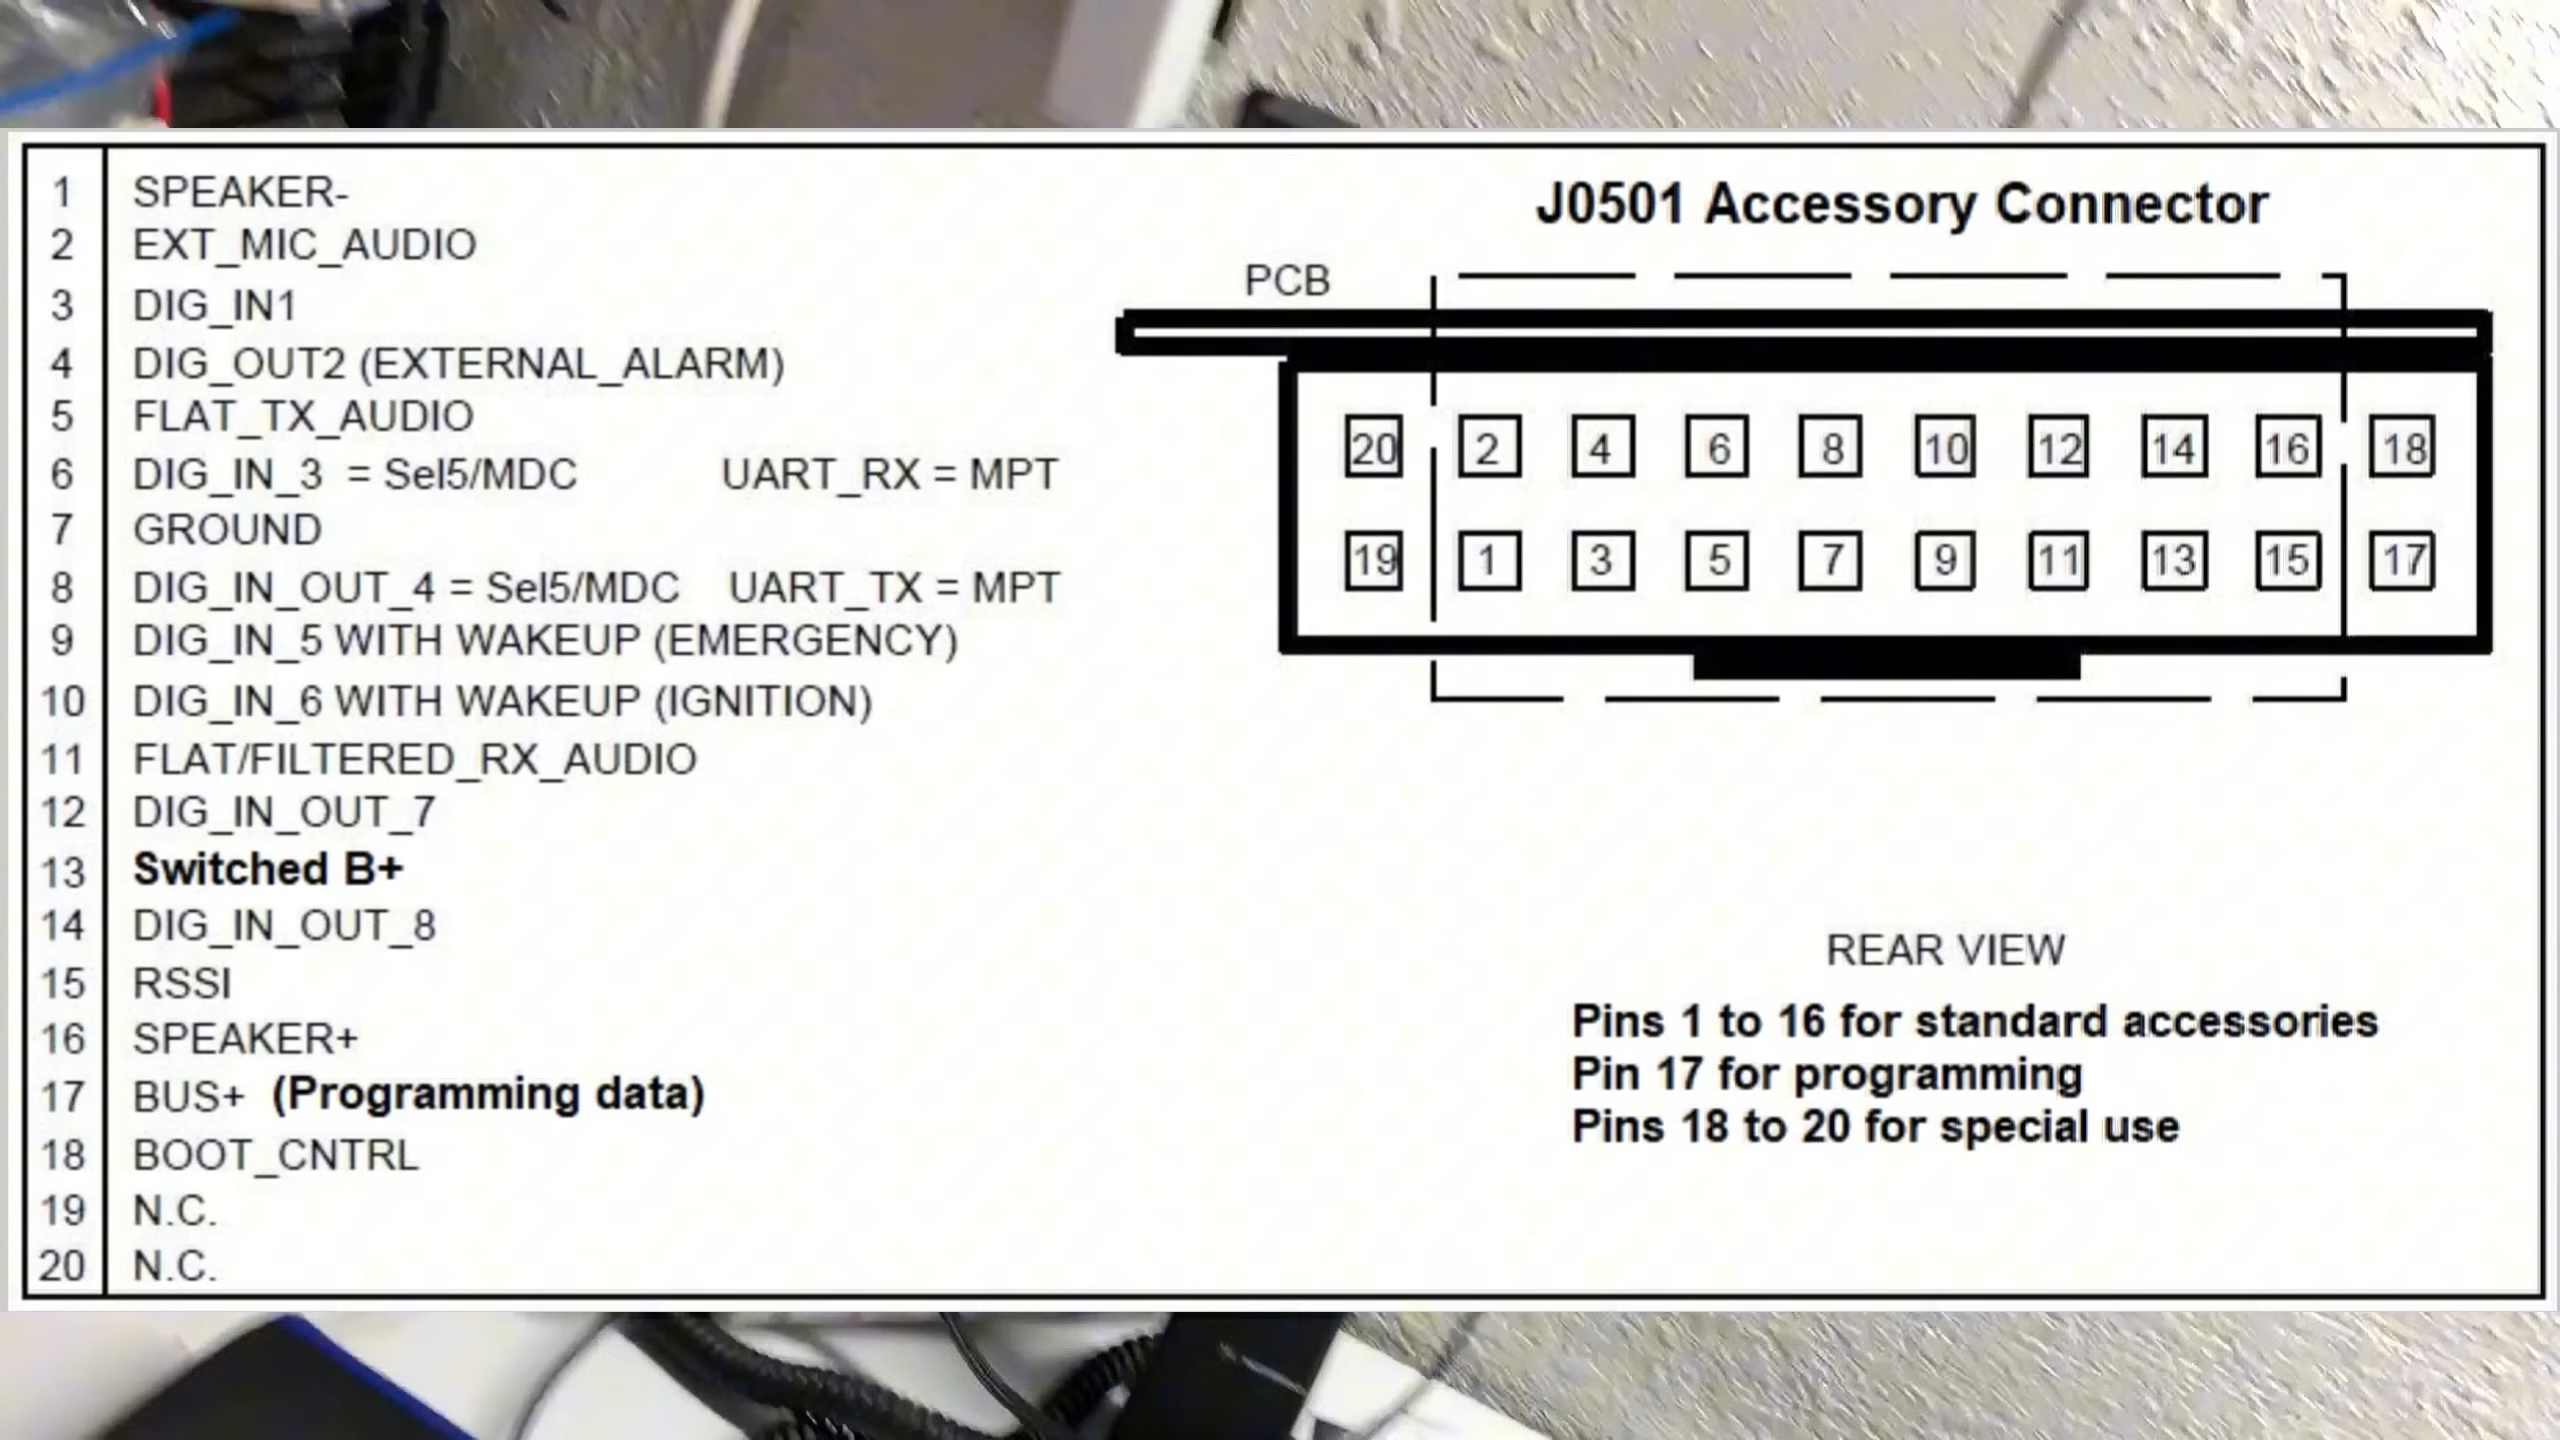 1 SPEAKER-
2 EXT_MIC_AUDIO
3 DIG_IN1
4 DIG_OUT2 (EXTERNAL_ALARM)
5 FLAT_TX_AUDIO
6 DIG_IN_3 = Sel5/MDC UART_RX = MPT
7 GROUND
8 DIG_IN_OUT_4 = Sel5/MDC UART_TX = MPT
9 DIG_IN_5 WITH WAKEUP (EMERGENCY)
10 DIG_IN_6 WITH WAKEUP (IGNITION)
11 FLAT/FILTERED_RX_AUDIO
12 DIG_IN_OUT_7
13 Switched B+
14 DIG_IN_OUT_8
15 RSSI
16 SPEAKER+
17 BUS+ (Programming data)
18 BOOT_CNTRL
19 N.C.
20 N.C.
J0501 Accessory Connector
PCB
20 2 4 6 8 10 12 14 16 18
19 1 3 5 7 9 11 13 15 17
REAR VIEW
Pins 1 to 16 for standard accessories
Pin 17 for programming
Pins 18 to 20 for special use